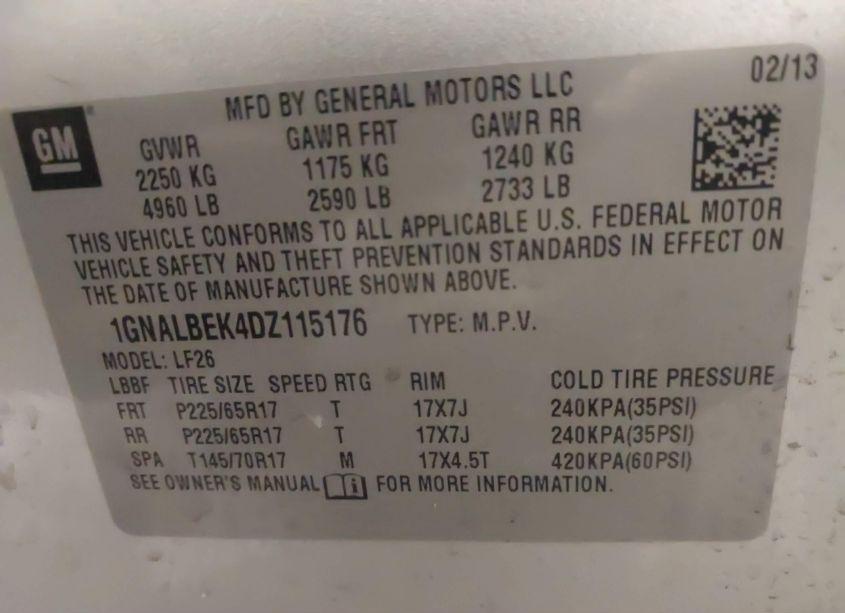 02/13
MFD BY GENERAL MOTORS LLC
GM
GVWR GAWR FRT GAWR RR
2250 KG 1175 KG 1240 KG
4960 LB 2590 LB 2733 LB
THIS VEHICLE CONFORMS TO ALL APPLICABLE U.S. FEDERAL MOTOR
VEHICLE SAFETY AND THEFT PREVENTION STANDARDS IN EFFECT ON
THE DATE OF MANUFACTURE SHOWN ABOVE.
1GNALBEK4DZ115176 TYPE: M.P.V.
MODEL: LF26
LBBF TIRE SIZE SPEED RTG RIM COLD TIRE PRESSURE
FRT P225/65R17 T 17X7J 240KPA(35PSI)
RR P225/65R17 T 17X7J 240KPA(35PSI)
SPA T145/70R17 M 17X4.5T 420KPA(60PSI)
SEE OWNER'S MANUAL i FOR MORE INFORMATION.